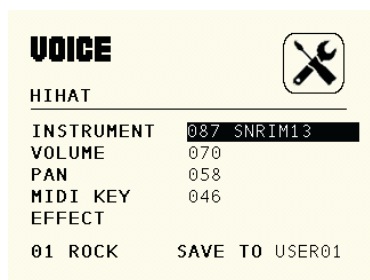 VOICE
HIHAT
INSTRUMENT 087 SNRIM13
VOLUME 070
PAN 058
MIDI KEY 046
EFFECT
01 ROCK SAVE TO USER01